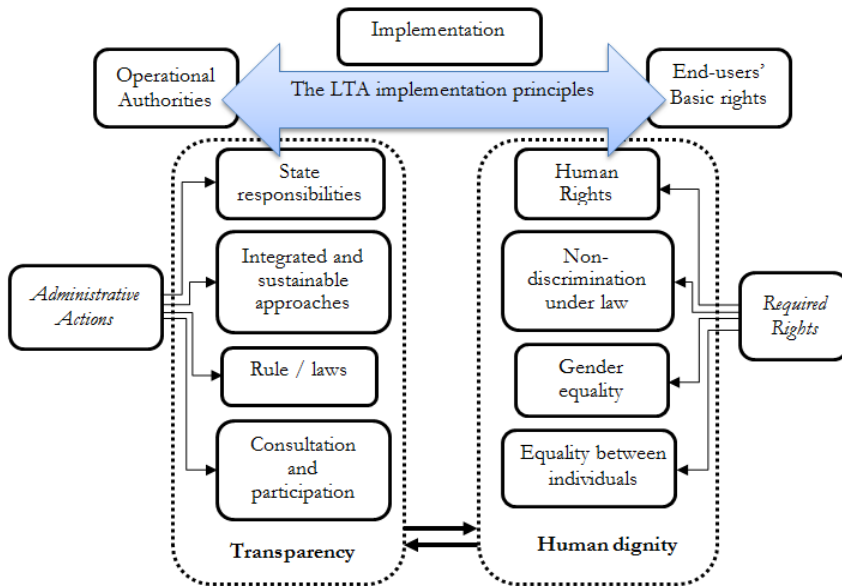 Implementation
Operational
Authorities
The LTA implementation principles
End-users’
Basic rights
State
responsibilities
Integrated and
sustainable
approaches
Rule / laws
Consultation
and
participation
Transparency
Administrative
Actions
Human
Rights
Non-
discrimination
under law
Gender
equality
Equality between
individuals
Human dignity
Required
Rights